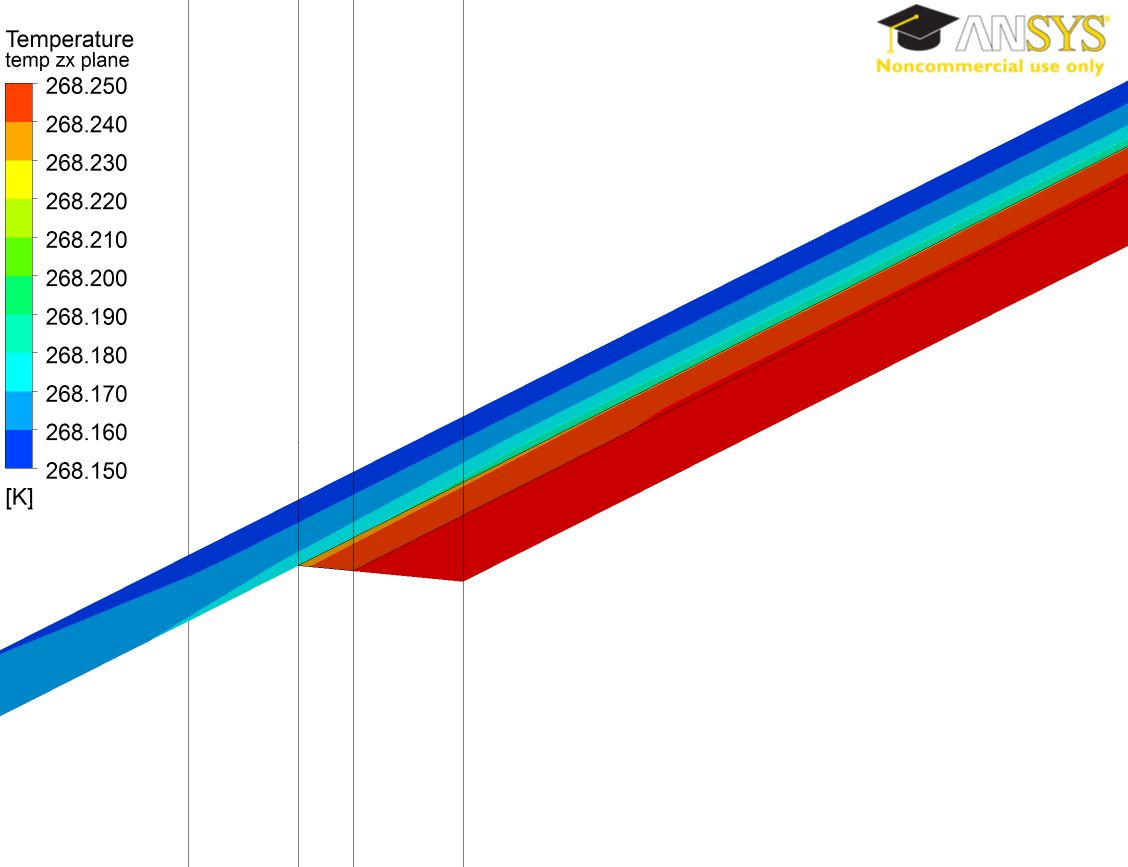 Temperature
temp zx plane
268.250
268.240
268.230
268.220
268.210
268.200
268.190
268.180
268.170
268.160
268.150
[K]
ANSYS
Noncommercial use only